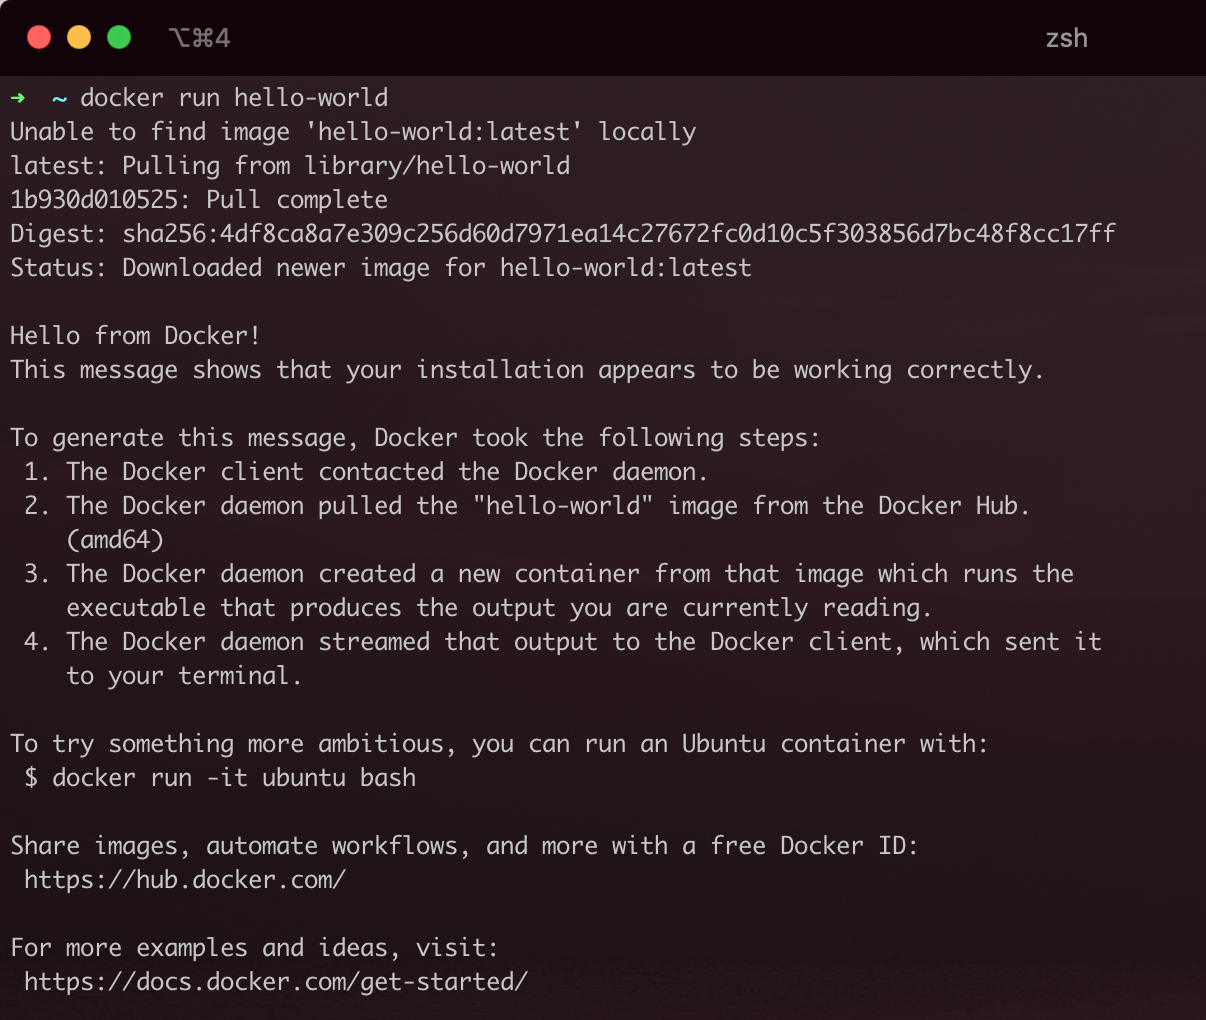 ⌥⌘4
zsh
➜ ~ docker run hello-world
Unable to find image 'hello-world:latest' locally
latest: Pulling from library/hello-world
1b930d010525: Pull complete
Digest: sha256:4df8ca8a7e309c256d60d7971ea14c27672fc0d10c5f303856d7bc48f8cc17ff
Status: Downloaded newer image for hello-world:latest
Hello from Docker!
This message shows that your installation appears to be working correctly.
To generate this message, Docker took the following steps:
1. The Docker client contacted the Docker daemon.
2. The Docker daemon pulled the "hello-world" image from the Docker Hub.
(amd64)
3. The Docker daemon created a new container from that image which runs the
executable that produces the output you are currently reading.
4. The Docker daemon streamed that output to the Docker client, which sent it
to your terminal.
To try something more ambitious, you can run an Ubuntu container with:
$ docker run -it ubuntu bash
Share images, automate workflows, and more with a free Docker ID:
https://hub.docker.com/
For more examples and ideas, visit:
https://docs.docker.com/get-started/